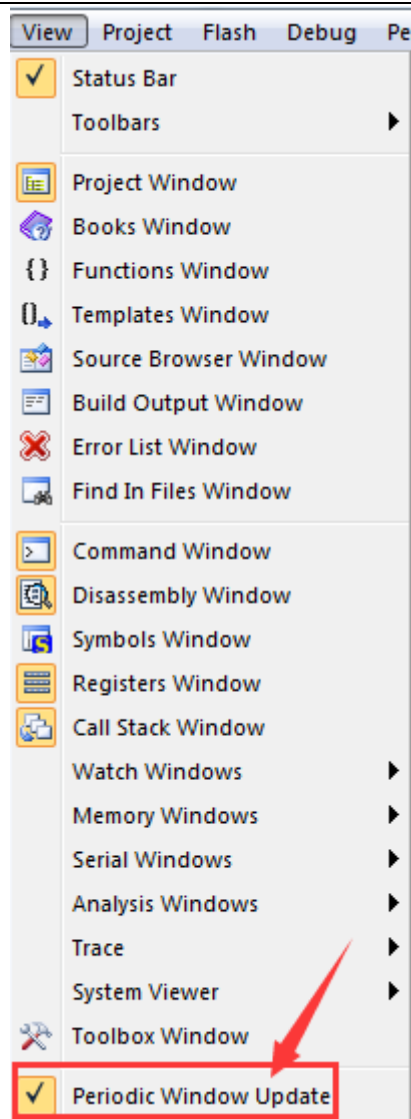 View Project Flash Debug Pe
Status Bar
Toolbars
Project Window
Books Window
Functions Window
Templates Window
Source Browser Window
Build Output Window
Error List Window
Find In Files Window
Command Window
Disassembly Window
Symbols Window
Registers Window
Call Stack Window
Watch Windows
Memory Windows
Serial Windows
Analysis Windows
Trace
System Viewer
Toolbox Window
Periodic Window Update